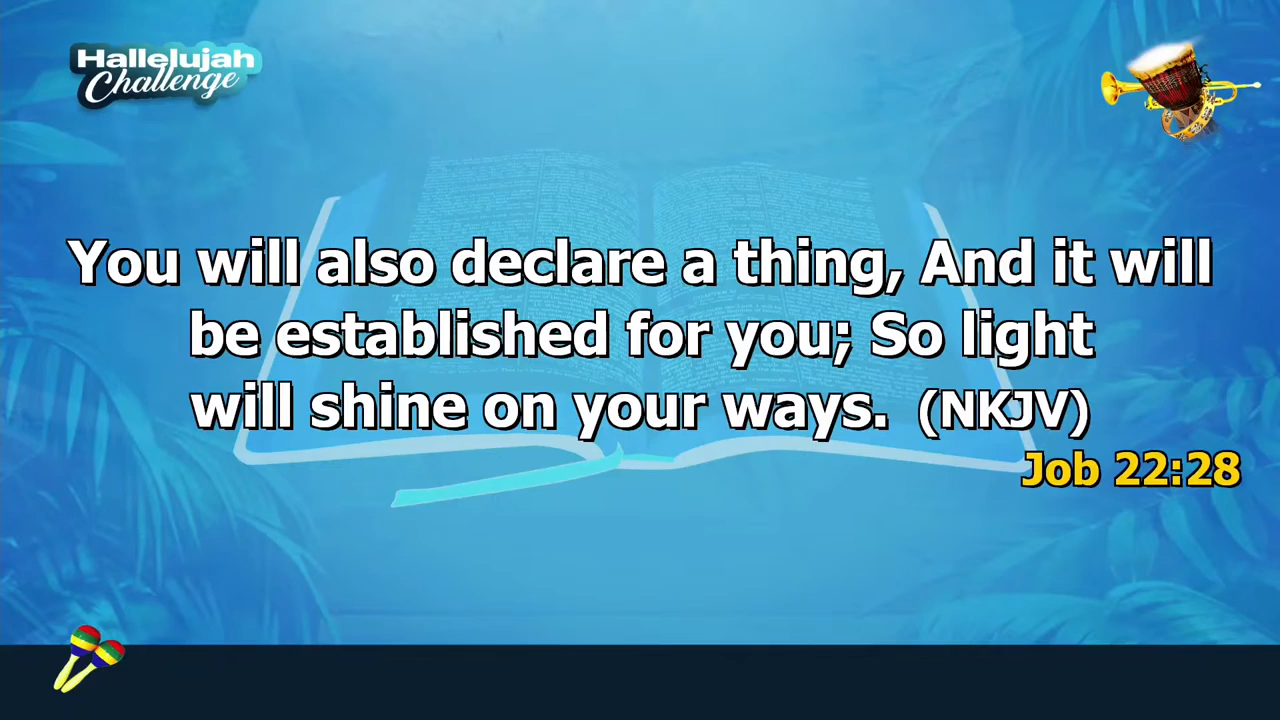 Hallelujah
Challenge
You will also declare a thing, And it will
be established for you; So light
will shine on your ways. (NKJV)
Job 22:28